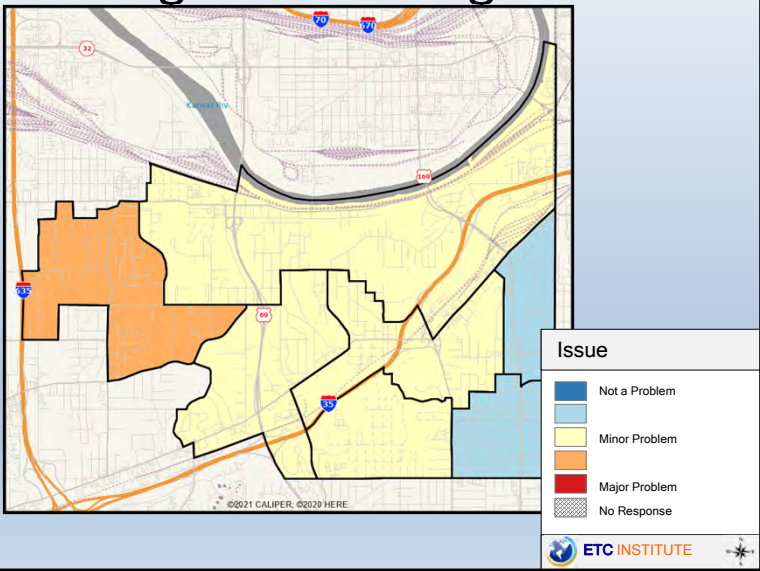 70
670
32
Kansas Riv
169
635
69
35
©2021 CALIPER; ©2020 HERE
Issue
Not a Problem
Minor Problem
Major Problem
No Response
ETC INSTITUTE